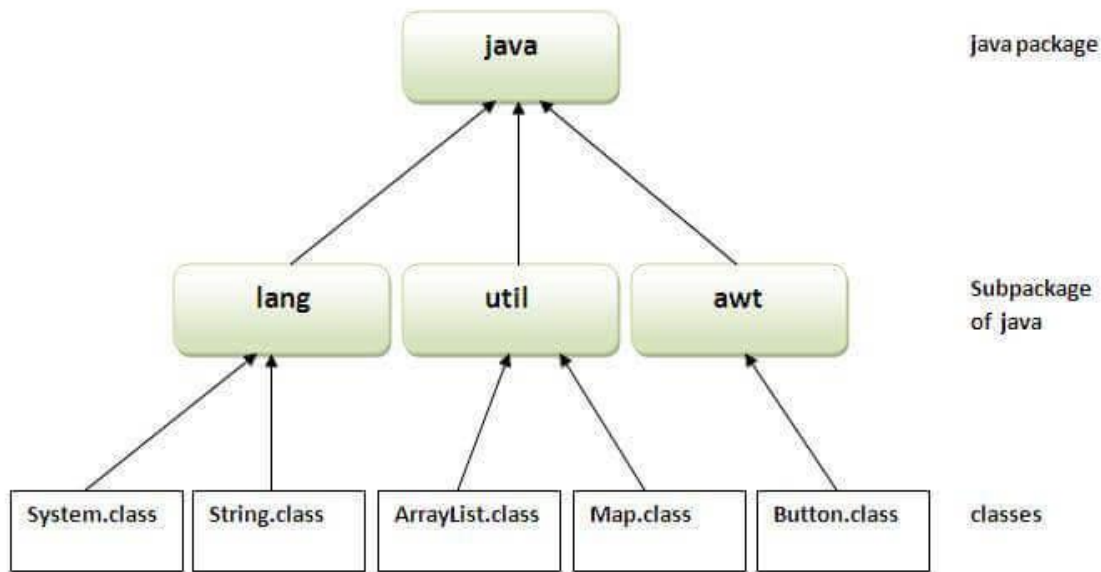 java
java package
lang
util
awt
Subpackage
of java
System.class
String.class
ArrayList.class
Map.class
Button.class
classes